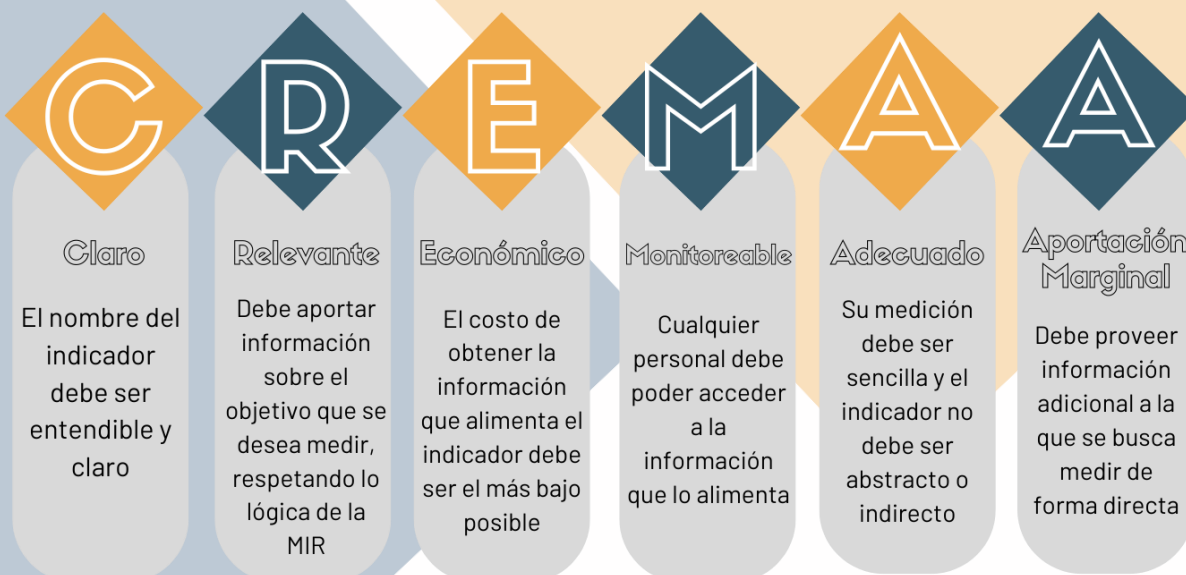 C
Claro
El nombre del
indicador
debe ser
entendible y
claro
R
Relevante
Debe aportar
información
sobre el
objetivo que se
desea medir,
respetando lo
lógica de la
MIR
E
Económico
El costo de
obtener la
información
que alimenta el
indicador debe
ser el más bajo
posible
M
Monitoreable
Cualquier
personal debe
poder acceder
a la
información
que lo alimenta
A
Adecuado
Su medición
debe ser
sencilla y el
indicador no
debe ser
abstracto o
indirecto
A
Aportación
Marginal
Debe proveer
información
adicional a la
que se busca
medir de
forma directa